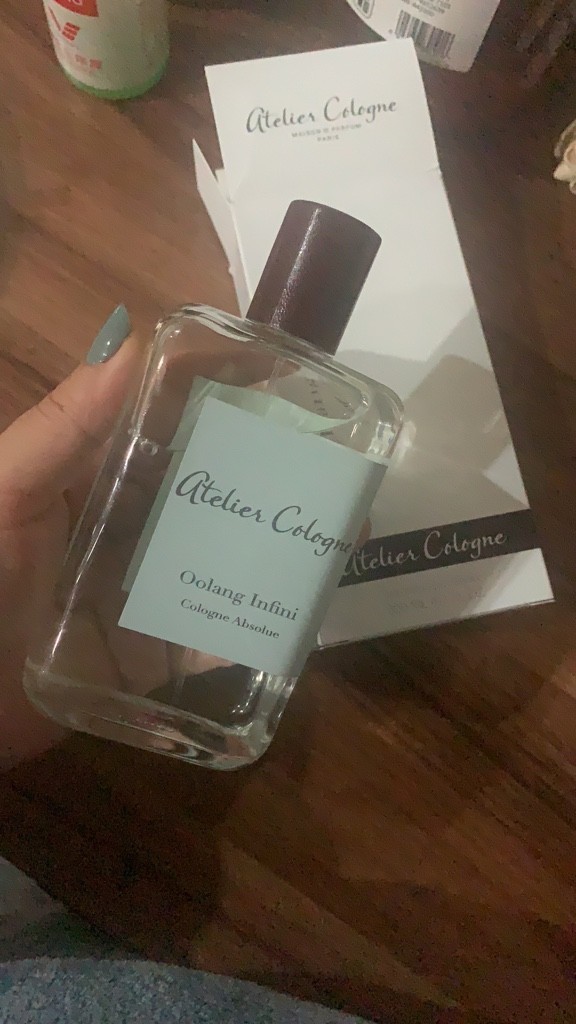 Atelier Cologne
MAISON DE PARFUM
PARIS
Atelier Cologne
Oolang Infini
Cologne Absolue
Atelier Cologne